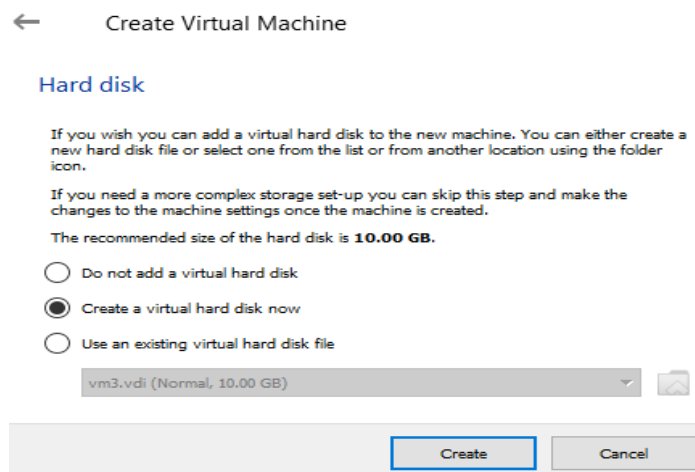 Create Virtual Machine
Hard disk
If you wish you can add a virtual hard disk to the new machine. You can either create a
new hard disk file or select one from the list or from another location using the folder
icon.
If you need a more complex storage set-up you can skip this step and make the
changes to the machine settings once the machine is created.
The recommended size of the hard disk is 10.00 GB.
Do not add a virtual hard disk
Create a virtual hard disk now
Use an existing virtual hard disk file
vm3.vdi (Normal, 10.00 GB)
Create Cancel